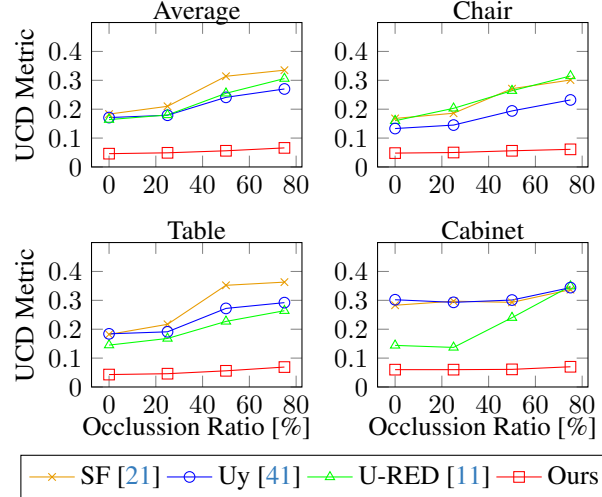 Average
Chair
UCD Metric
0.4
0.3
0.2
0.1
0
0 20 40 60 80
0.4
0.3
0.2
0.1
0
0 20 40 60 80
Table
Cabinet
UCD Metric
0.4
0.3
0.2
0.1
0
0 20 40 60 80
Occlussion Ratio [%]
0.4
0.3
0.2
0.1
0
0 20 40 60 80
Occlussion Ratio [%]
SF [21] Uy [41] U-RED [11] Ours